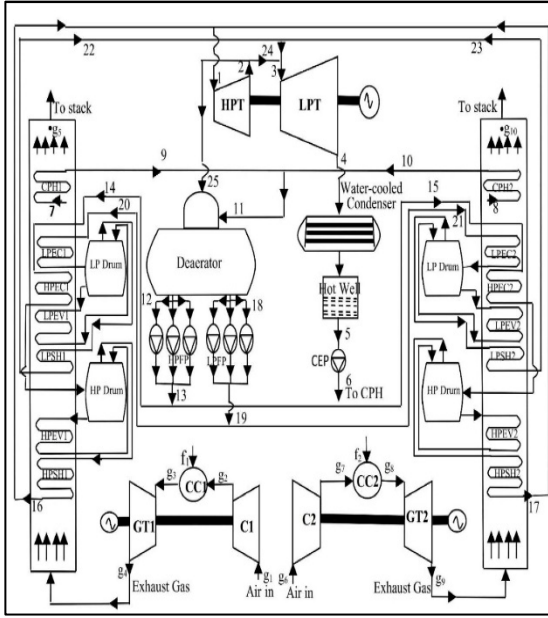 22
24
23
1
2
3
HPT
LPT
To stack
To stack
g5
g10
9
4
10
CPH1
7
14
20
25
11
Water-cooled
Condenser
15
CPH2
8
21
LPEC1
LP Drum
HPEC1
LPEV1
LPSH1
HP Drum
HPEV1
HPSH1
Deaerator
12
18
HPFP
LPFP
13
19
Hot Well
5
CEP
6
To CPH
LP Drum
LPEC2
HPEC2
LPEV2
LPSH2
HP Drum
HPEV2
HPSH2
16
17
f1
f2
g3
g2
g7
g8
CC1
CC2
GT1
C1
C2
GT2
g4
g1
g6
g9
Exhaust Gas
Air in
Air in
Exhaust Gas